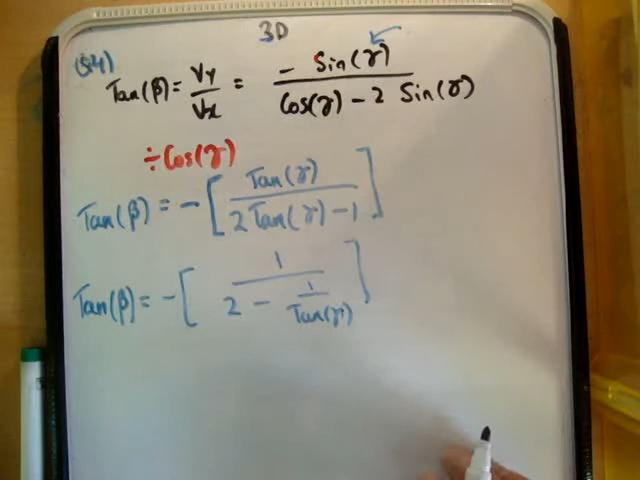 3D
(54) Tan(β) = Vy/Vx = - Sin(γ) / Cos(γ) - 2 Sin(γ)
÷ Cos(γ)
Tan(β) = - [ Tan(γ) / 2 Tan(γ) - 1 ]
Tan(β) = - [ 1 / 2 - 1/Tan(γ) ]